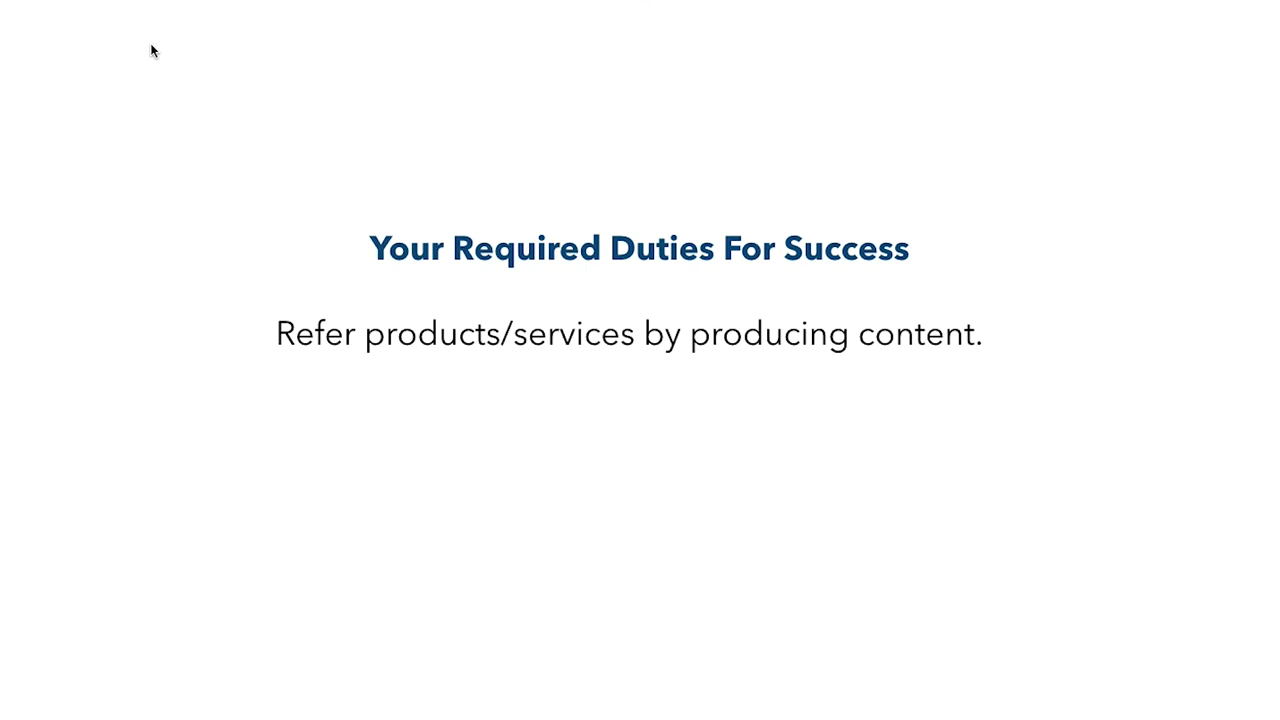 Your Required Duties For Success
Refer products/services by producing content.